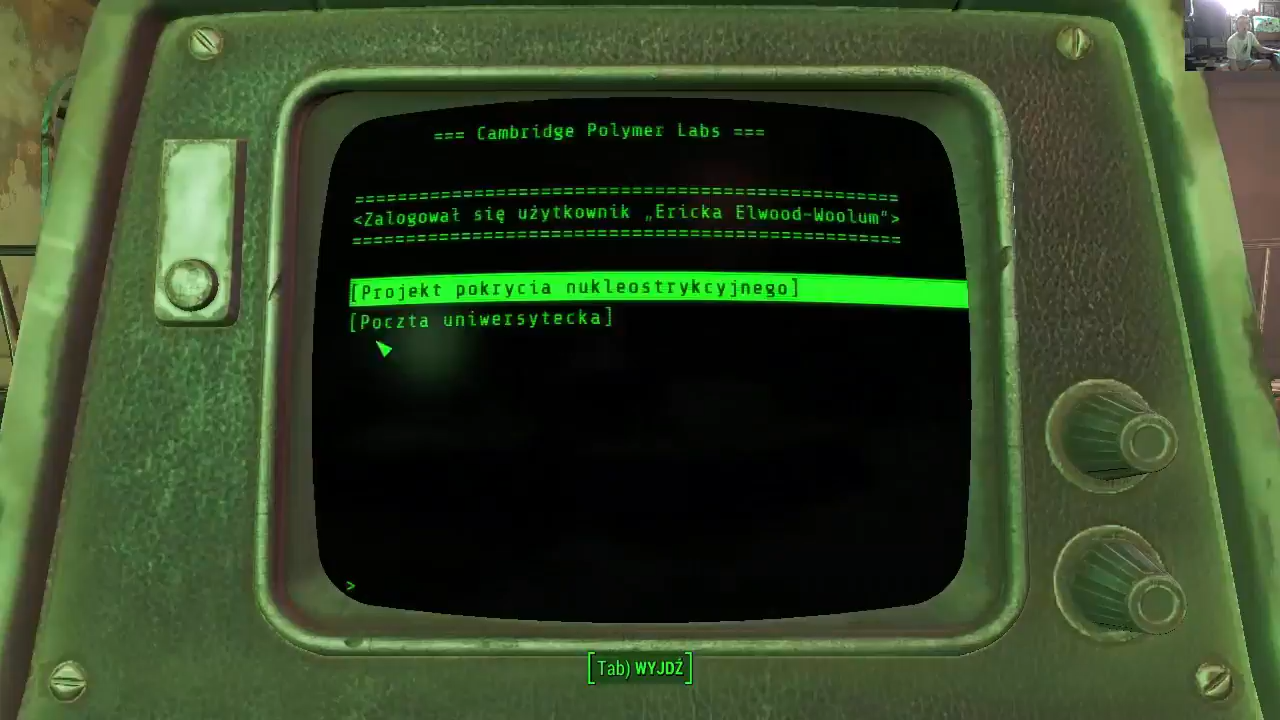 === Cambridge Polymer Labs ===
====================================================
<Zalogował się użytkownik „Ericka Elwood-Woolum”>
====================================================
[Projekt pokrycia nukleostrykcyjnego]
[Poczta uniwersytecka]
>
[Tab) WYJDŹ]